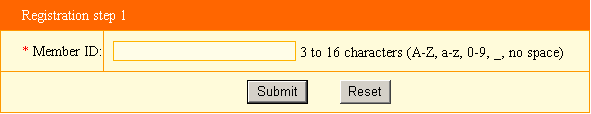 Registration step 1
* Member ID: 3 to 16 characters (A-Z, a-z, 0-9, _, no space)
Submit Reset